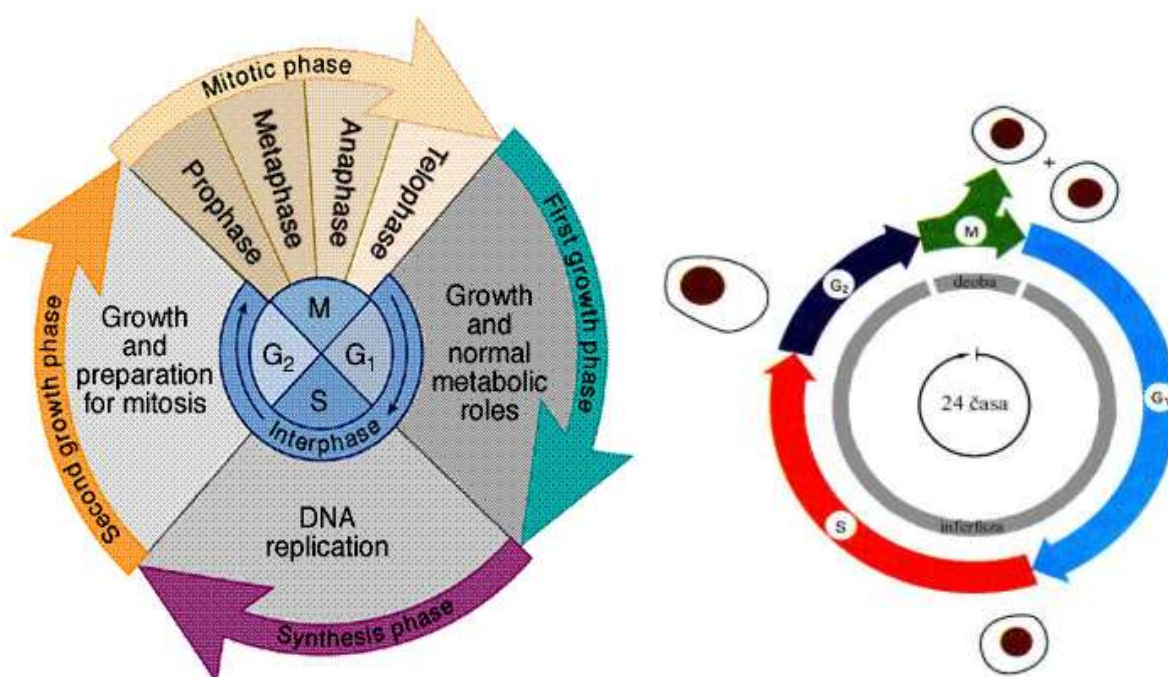 Mitotic phase
Prophase
Metaphase
Anaphase
Telophase
First growth phase
Growth
and
normal
metabolic
roles
Growth
and
preparation
for mitosis
Second growth phase
M
G₂
G₁
S
Interphase
DNA
replication
Synthesis phase
+
M
G₂
deoba
G₁
24 časa
S